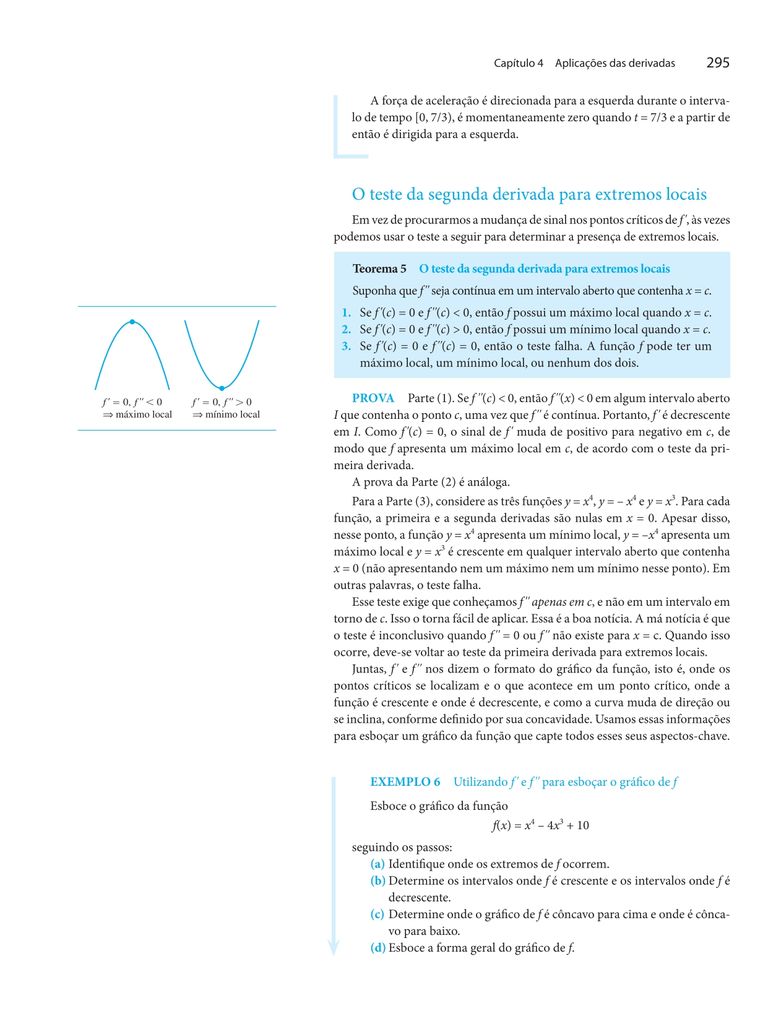 Capítulo 4 Aplicações das derivadas 295
A força de aceleração é direcionada para a esquerda durante o interva-
lo de tempo [0, 7/3), é momentaneamente zero quando t = 7/3 e a partir de
então é dirigida para a esquerda.
O teste da segunda derivada para extremos locais
Em vez de procurarmos a mudança de sinal nos pontos críticos de f′, às vezes
podemos usar o teste a seguir para determinar a presença de extremos locais.
Teorema 5 O teste da segunda derivada para extremos locais
Suponha que f″ seja contínua em um intervalo aberto que contenha x = c.
1. Se f′(c) = 0 e f″(c) < 0, então f possui um máximo local quando x = c.
2. Se f′(c) = 0 e f″(c) > 0, então f possui um mínimo local quando x = c.
3. Se f′(c) = 0 e f″(c) = 0, então o teste falha. A função f pode ter um
máximo local, um mínimo local, ou nenhum dos dois.
f′ = 0, f″ < 0
⇒ máximo local
f′ = 0, f″ > 0
⇒ mínimo local
PROVA Parte (1). Se f″(c) < 0, então f″(x) < 0 em algum intervalo aberto
I que contenha o ponto c, uma vez que f″ é contínua. Portanto, f′ é decrescente
em I. Como f′(c) = 0, o sinal de f′ muda de positivo para negativo em c, de
modo que f apresenta um máximo local em c, de acordo com o teste da pri-
meira derivada.
A prova da Parte (2) é análoga.
Para a Parte (3), considere as três funções y = x⁴, y = – x⁴ e y = x³. Para cada
função, a primeira e a segunda derivadas são nulas em x = 0. Apesar disso,
nesse ponto, a função y = x⁴ apresenta um mínimo local, y = –x⁴ apresenta um
máximo local e y = x³ é crescente em qualquer intervalo aberto que contenha
x = 0 (não apresentando nem um máximo nem um mínimo nesse ponto). Em
outras palavras, o teste falha.
Esse teste exige que conheçamos f″ apenas em c, e não em um intervalo em
torno de c. Isso o torna fácil de aplicar. Essa é a boa notícia. A má notícia é que
o teste é inconclusivo quando f″ = 0 ou f″ não existe para x = c. Quando isso
ocorre, deve-se voltar ao teste da primeira derivada para extremos locais.
Juntas, f′ e f″ nos dizem o formato do gráfico da função, isto é, onde os
pontos críticos se localizam e o que acontece em um ponto crítico, onde a
função é crescente e onde é decrescente, e como a curva muda de direção ou
se inclina, conforme definido por sua concavidade. Usamos essas informações
para esboçar um gráfico da função que capte todos esses seus aspectos-chave.
EXEMPLO 6 Utilizando f′ e f″ para esboçar o gráfico de f
Esboce o gráfico da função
f(x) = x⁴ – 4x³ + 10
seguindo os passos:
(a) Identifique onde os extremos de f ocorrem.
(b) Determine os intervalos onde f é crescente e os intervalos onde f é
decrescente.
(c) Determine onde o gráfico de f é côncavo para cima e onde é cônca-
vo para baixo.
(d) Esboce a forma geral do gráfico de f.